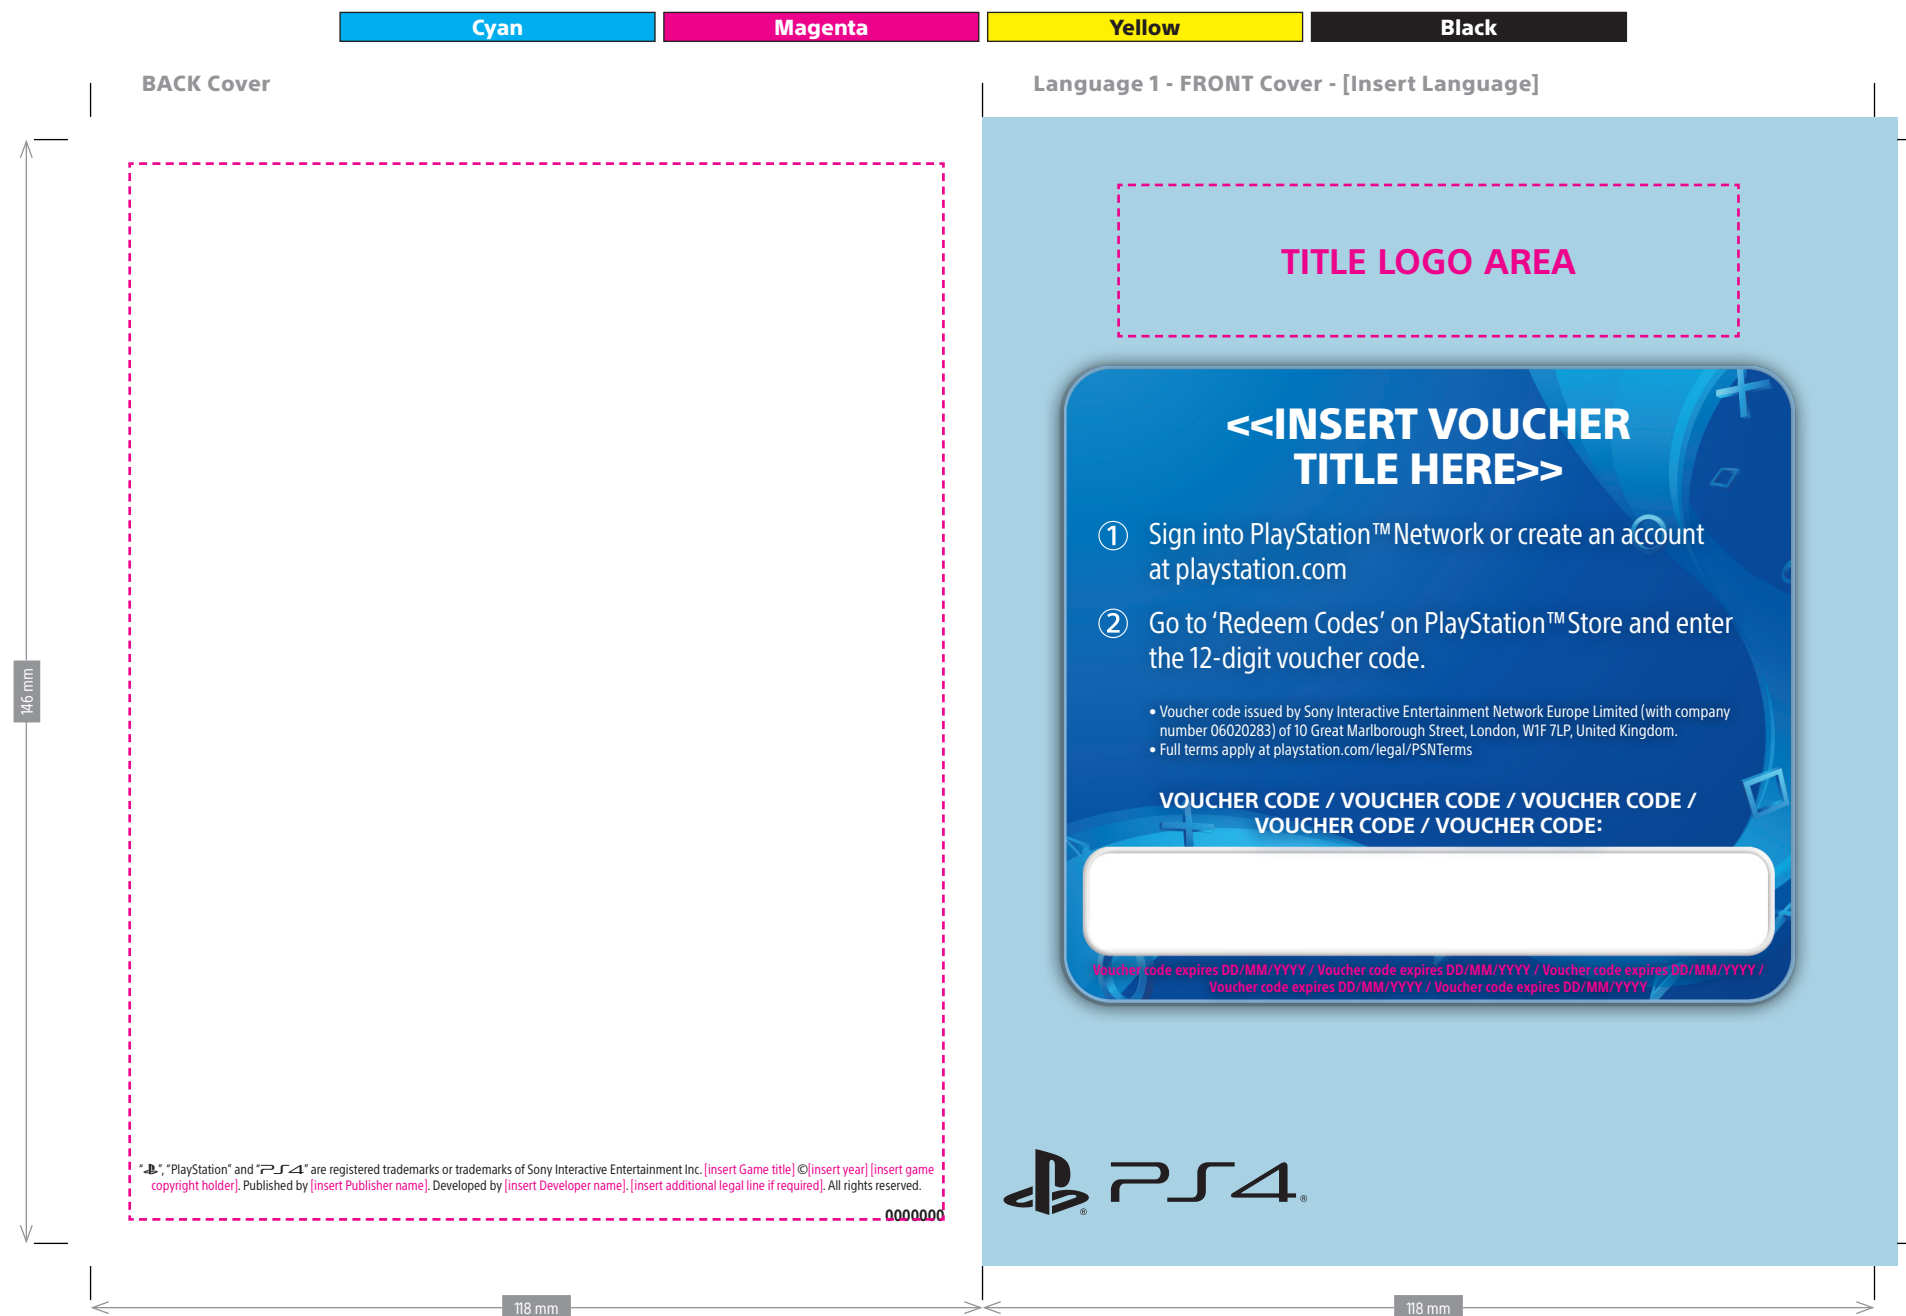 Cyan Magenta Yellow Black
BACK Cover
Language 1 - FRONT Cover - [Insert Language]
146 mm
"", "PlayStation" and "PS4" are registered trademarks or trademarks of Sony Interactive Entertainment Inc. [insert Game title] ©[insert year] [insert game
copyright holder]. Published by [insert Publisher name]. Developed by [insert Developer name]. [insert additional legal line if required]. All rights reserved.
0000000
118 mm
TITLE LOGO AREA
<<INSERT VOUCHER
TITLE HERE>>
① Sign into PlayStation™Network or create an account
at playstation.com
② Go to ‘Redeem Codes’ on PlayStation™Store and enter
the 12-digit voucher code.
• Voucher code issued by Sony Interactive Entertainment Network Europe Limited (with company
number 06020283) of 10 Great Marlborough Street, London, W1F 7LP, United Kingdom.
• Full terms apply at playstation.com/legal/PSNTerms
VOUCHER CODE / VOUCHER CODE / VOUCHER CODE /
VOUCHER CODE / VOUCHER CODE:
Voucher code expires DD/MM/YYYY / Voucher code expires DD/MM/YYYY / Voucher code expires DD/MM/YYYY /
Voucher code expires DD/MM/YYYY / Voucher code expires DD/MM/YYYY
® PS4®
118 mm